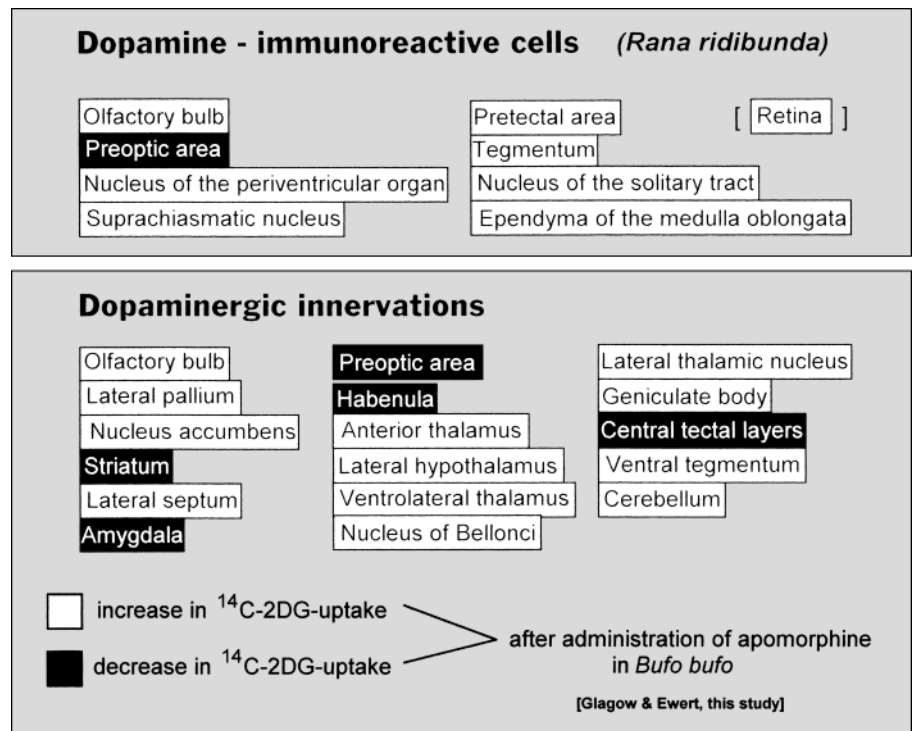 Dopamine - immunoreactive cells (Rana ridibunda)
Olfactory bulb
Preoptic area
Nucleus of the periventricular organ
Suprachiasmatic nucleus
Pretectal area
[ Retina ]
Tegmentum
Nucleus of the solitary tract
Ependyma of the medulla oblongata
Dopaminergic innervations
Olfactory bulb
Lateral pallium
Nucleus accumbens
Striatum
Lateral septum
Amygdala
Preoptic area
Habenula
Anterior thalamus
Lateral hypothalamus
Ventrolateral thalamus
Nucleus of Bellonci
Lateral thalamic nucleus
Geniculate body
Central tectal layers
Ventral tegmentum
Cerebellum
increase in ¹⁴C-2DG-uptake
decrease in ¹⁴C-2DG-uptake
after administration of apomorphine
in Bufo bufo
[Glagow & Ewert, this study]